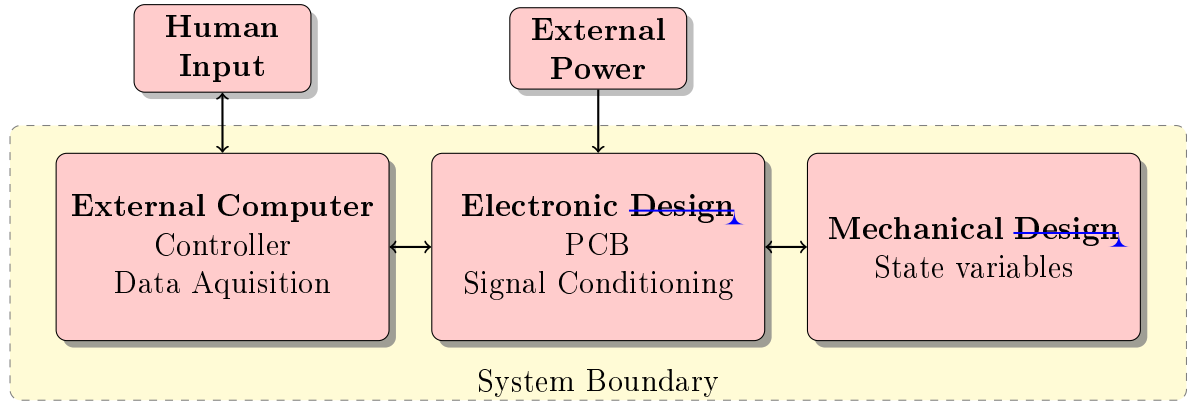 Human
Input
External
Power
External Computer
Controller
Data Aquisition
Electronic Design
PCB
Signal Conditioning
Mechanical Design
State variables
System Boundary